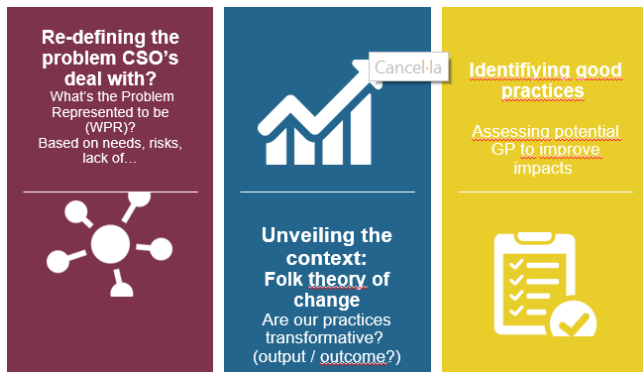 Re-defining the
problem CSO's
deal with?
What's the Problem
Represented to be
(WPR)?
Based on needs, risks,
lack of…
Cancel·la
Unveiling the
context:
Folk theory of
change
Are our practices
transformative?
(output / outcome?)
Identifiying good
practices
Assessing potential
GP to improve
impacts